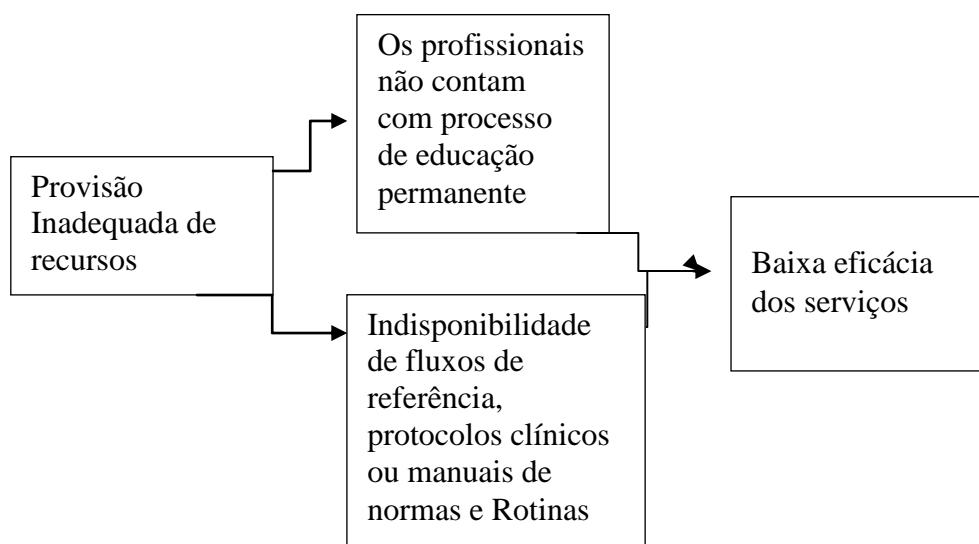 Provisão
Inadequada de
recursos
Os profissionais
não contam
com processo
de educação
permanente
Indisponibilidade
de fluxos de
referência,
protocolos clínicos
ou manuais de
normas e Rotinas
Baixa eficácia
dos serviços